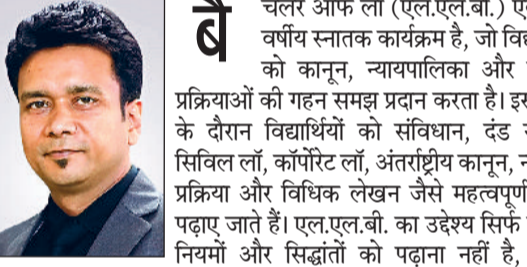 बैचलर ऑफ लॉ (एल.एल.बी.)
वर्षीय स्नातक कार्यक्रम है, जो
को कानून, न्यायपालिका और
प्रक्रियाओं की गहन समझ प्रदान करता है।
के दौरान विद्यार्थियों को संविधान, दंड
सिविल लॉ, कॉर्पोरेट लॉ, अंतर्राष्ट्रीय कानून,
प्रक्रिया और विधिक लेखन जैसे महत्वपूर्ण
पढ़ाए जाते हैं। एल.एल.बी. का उद्देश्य सिर्फ
नियमों और सिद्धांतों को पढ़ाना नहीं है,